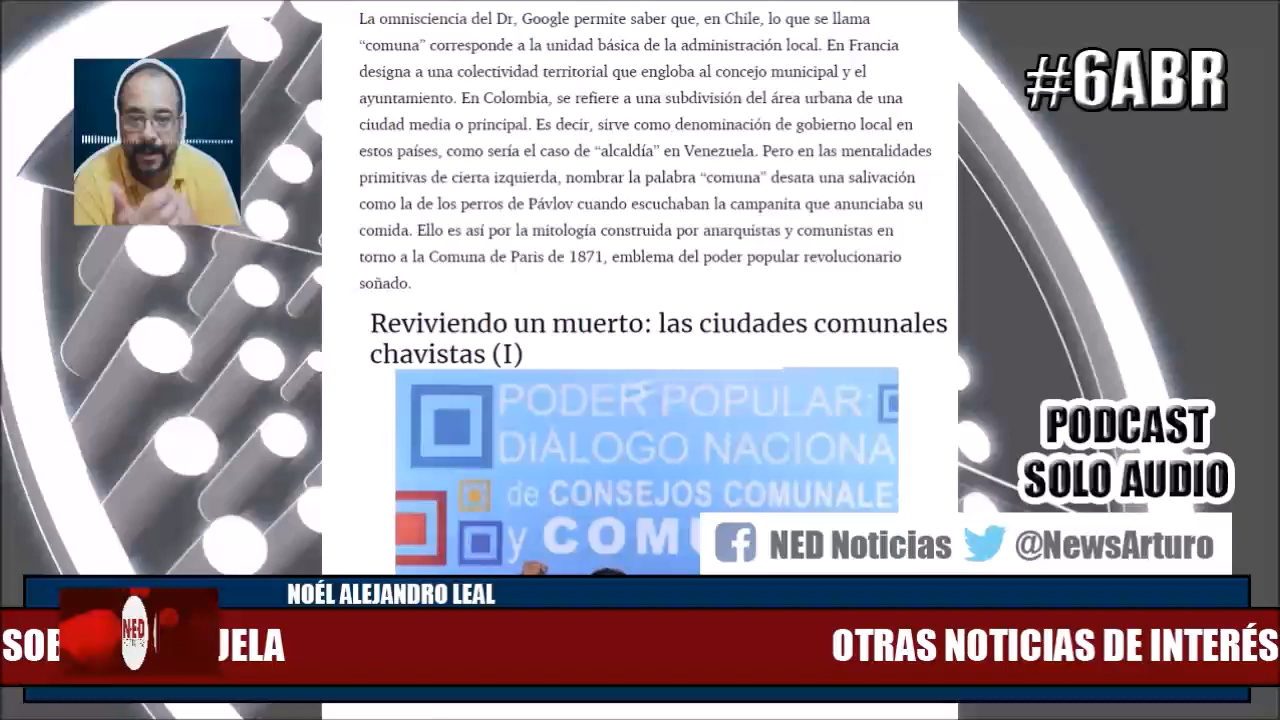 La omnisciencia del Dr, Google permite saber que, en Chile, lo que se llama
“comuna” corresponde a la unidad básica de la administración local. En Francia
designa a una colectividad territorial que engloba al concejo municipal y el
ayuntamiento. En Colombia, se refiere a una subdivisión del área urbana de una
ciudad media o principal. Es decir, sirve como denominación de gobierno local en
estos países, como sería el caso de “alcaldía” en Venezuela. Pero en las mentalidades
primitivas de cierta izquierda, nombrar la palabra “comuna” desata una salivación
como la de los perros de Pávlov cuando escuchaban la campanita que anunciaba su
comida. Ello es así por la mitología construida por anarquistas y comunistas en
torno a la Comuna de Paris de 1871, emblema del poder popular revolucionario
soñado.
#6ABR
Reviviendo un muerto: las ciudades comunales
chavistas (I)
PODER POPULAR:
DIÁLOGO NACIONA
de CONSEJOS COMUNALE
y COMU
PODCAST
SOLO AUDIO
NED Noticias @NewsArturo
NOÉL ALEJANDRO LEAL
NED
SOB UELA OTRAS NOTICIAS DE INTERÉS